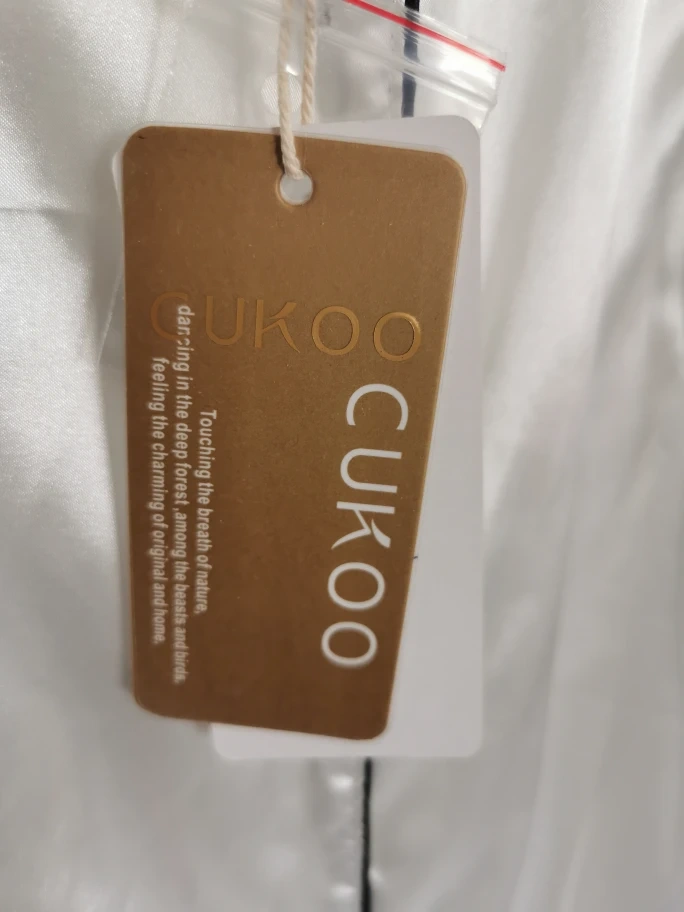 CUKOO
CUKOO
Touching the breath of nature,
dancing in the deep forest ,among the beasts and birds,
feeling the charming of original and home.